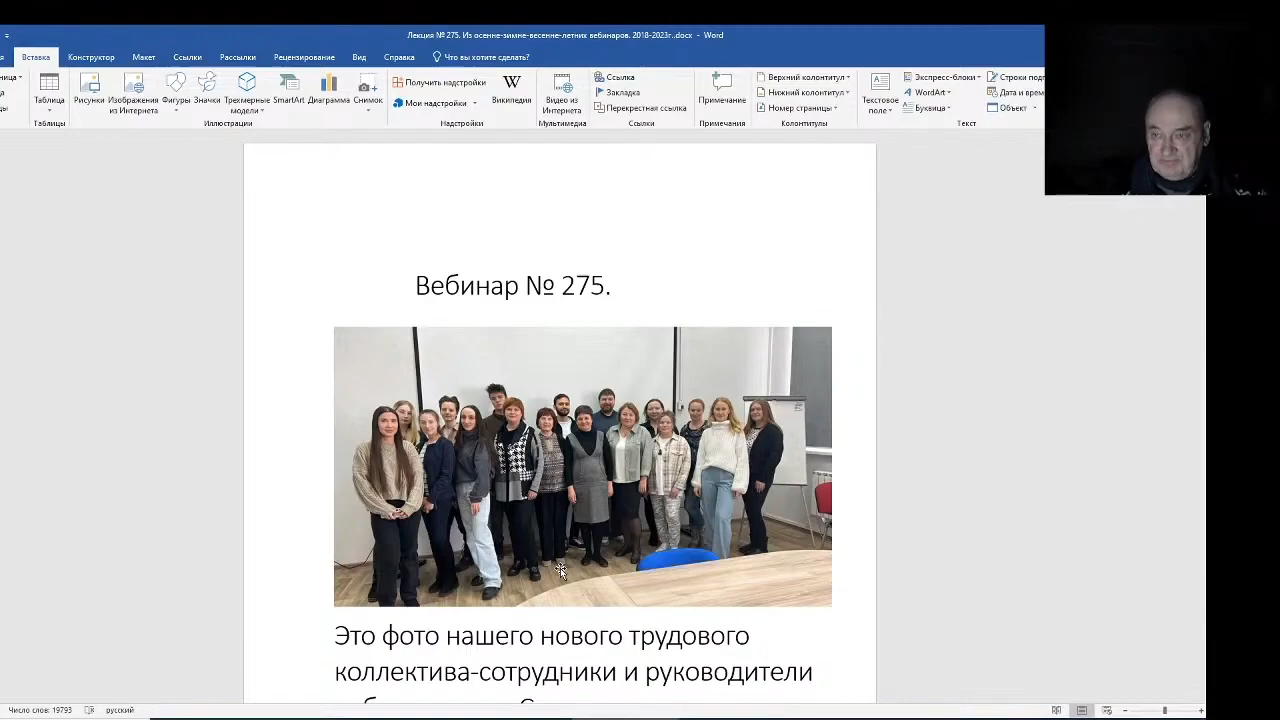 Лекция № 275. Из осенне-зимне-весенне-летних вебинаров. 2018-2023г..docx - Word
Вставка Конструктор Макет Ссылки Рассылки Рецензирование Вид Справка Что вы хотите сделать?
Таблица
Таблицы
Рисунки Изображения из Интернета Фигуры Значки Трехмерные модели SmartArt Диаграмма Снимок
Иллюстрации
Получить надстройки
Мои надстройки
Википедия
Надстройки
Видео из Интернета
Мультимедиа
Ссылка
Закладка
Перекрестная ссылка
Ссылки
Примечание
Примечания
Верхний колонтитул
Нижний колонтитул
Номер страницы
Колонтитулы
Текстовое поле
Экспресс-блоки
WordArt
Буквица
Объект
Текст
Вебинар № 275.
Это фото нашего нового трудового
коллектива-сотрудники и руководители
Число слов: 19793 русский